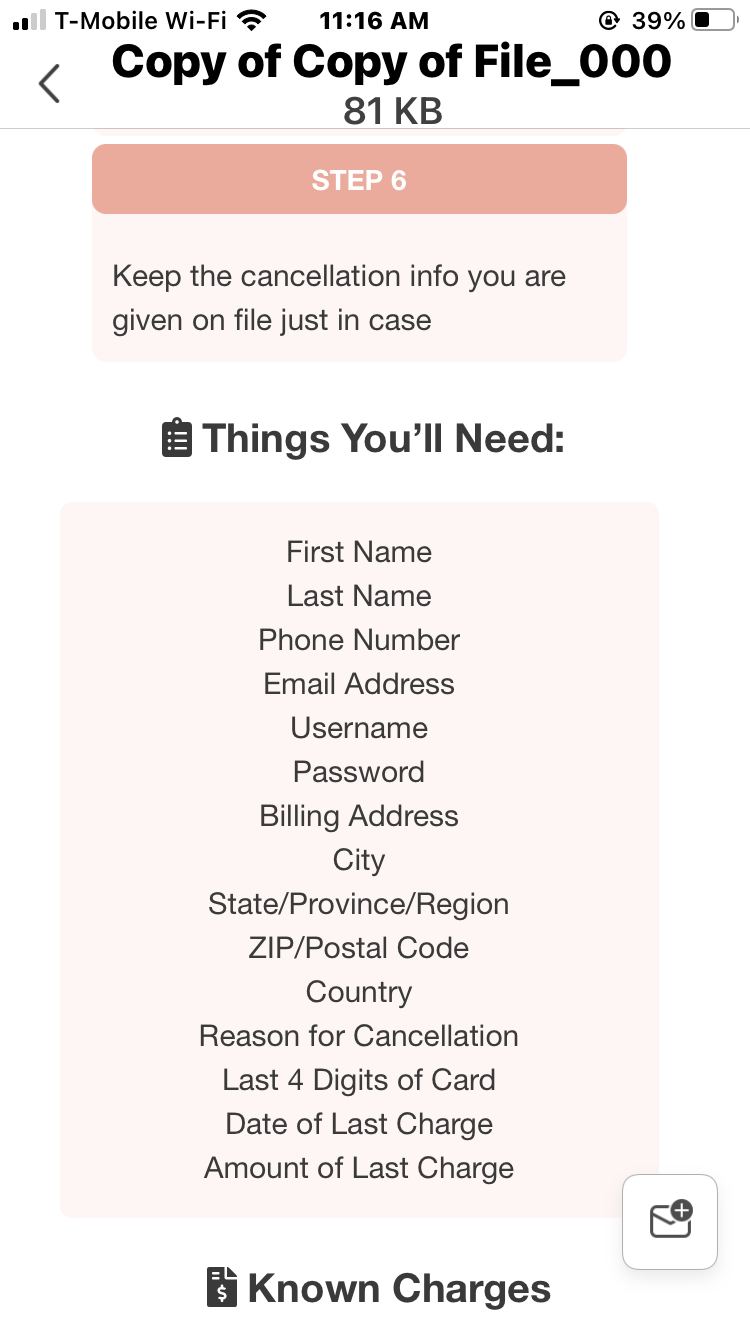 T-Mobile Wi-Fi 11:16 AM 39%
Copy of Copy of File_000
81 KB
STEP 6
Keep the cancellation info you are
given on file just in case
Things You’ll Need:
First Name
Last Name
Phone Number
Email Address
Username
Password
Billing Address
City
State/Province/Region
ZIP/Postal Code
Country
Reason for Cancellation
Last 4 Digits of Card
Date of Last Charge
Amount of Last Charge
Known Charges